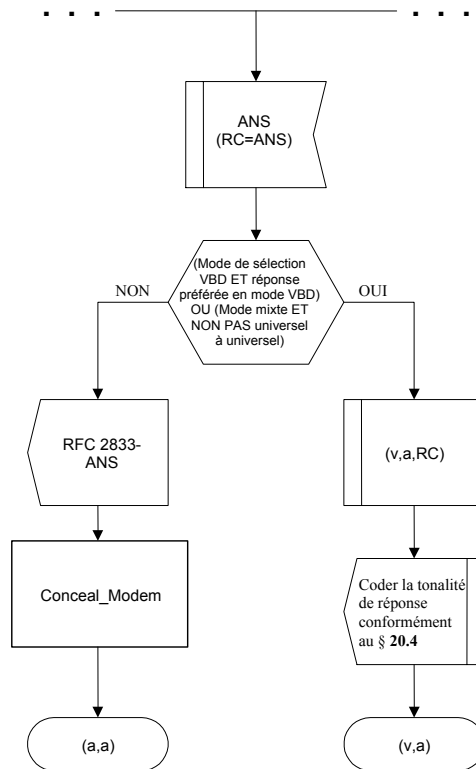 . . .
. . .
ANS
(RC=ANS)
(Mode de sélection
VBD ET réponse
préférée en mode VBD)
OU (Mode mixte ET
NON PAS universel
à universel)
NON
OUI
RFC 2833-
ANS
(v,a,RC)
Conceal_Modem
Coder la tonalité
de réponse
conformément
au § 20.4
(a,a)
(v,a)